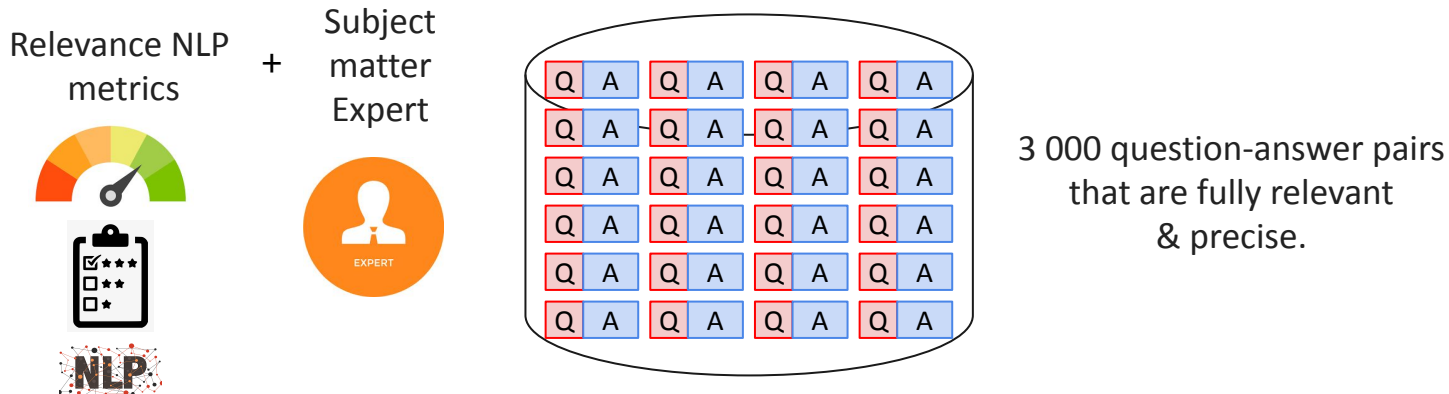 Relevance NLP
metrics
+
Subject
matter
Expert
EXPERT
NLP
Q A Q A Q A Q A
Q A Q A Q A Q A
Q A Q A Q A Q A
Q A Q A Q A Q A
Q A Q A Q A Q A
Q A Q A Q A Q A
3 000 question-answer pairs
that are fully relevant
& precise.